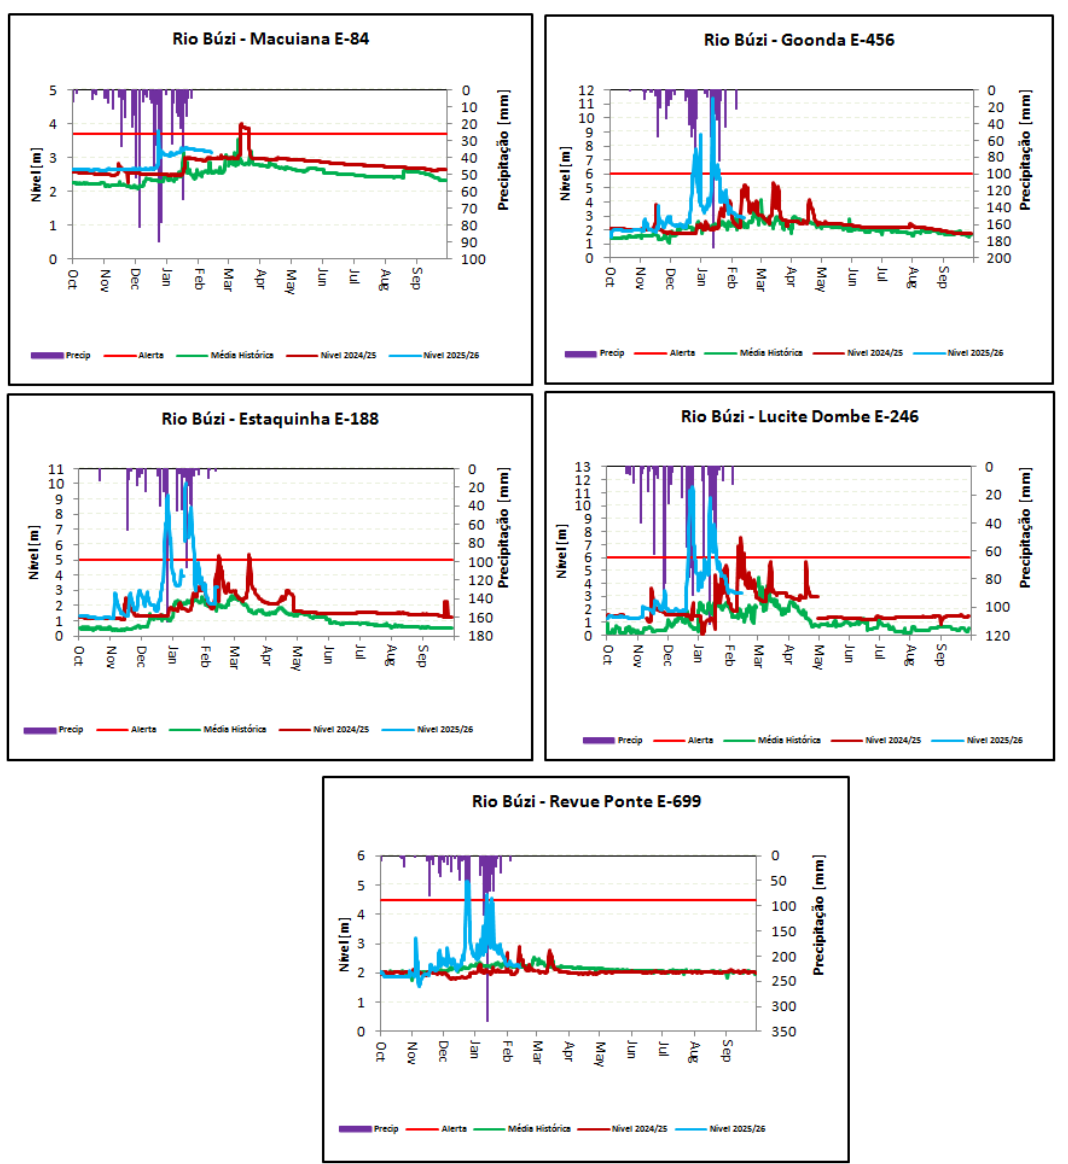 Rio Búzi - Macuiana E-84
Nível [m]
5
4
3
2
1
0
0
10
20
30
40
50
60
70
80
90
100
Precipitação [mm]
Oct
Nov
Dec
Jan
Feb
Mar
Apr
May
Jun
Jul
Aug
Sep
Precip Alerta Média Histórica Nivel 2024/25 Nivel 2025/26
Rio Búzi - Goonda E-456
Nível [m]
12
11
10
9
8
7
6
5
4
3
2
1
0
0
20
40
60
80
100
120
140
160
180
200
Precipitação [mm]
Oct
Nov
Dec
Jan
Feb
Mar
Apr
May
Jun
Jul
Aug
Sep
Precip Alerta Média Histórica Nivel 2024/25 Nivel 2025/26
Rio Búzi - Estaquinha E-188
Nível [m]
11
10
9
8
7
6
5
4
3
2
1
0
0
20
40
60
80
100
120
140
160
180
Precipitação [mm]
Oct
Nov
Dec
Jan
Feb
Mar
Apr
May
Jun
Jul
Aug
Sep
Precip Alerta Média Histórica Nivel 2024/25 Nivel 2025/26
Rio Búzi - Lucite Dombe E-246
Nível [m]
13
12
11
10
9
8
7
6
5
4
3
2
1
0
0
20
40
60
80
100
120
Precipitação [mm]
Oct
Nov
Dec
Jan
Feb
Mar
Apr
May
Jun
Jul
Aug
Sep
Precip Alerta Média Histórica Nivel 2024/25 Nivel 2025/26
Rio Búzi - Revue Ponte E-699
Nível [m]
6
5
4
3
2
1
0
0
50
100
150
200
250
300
350
Precipitação [mm]
Oct
Nov
Dec
Jan
Feb
Mar
Apr
May
Jun
Jul
Aug
Sep
Precip Alerta Média Histórica Nivel 2024/25 Nivel 2025/26